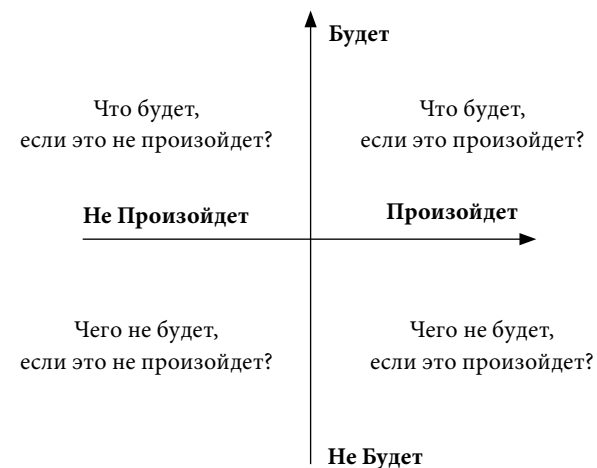 Будет
Что будет,
если это не произойдет?
Что будет,
если это произойдет?
Не Произойдет
Произойдет
Чего не будет,
если это не произойдет?
Чего не будет,
если это произойдет?
Не Будет